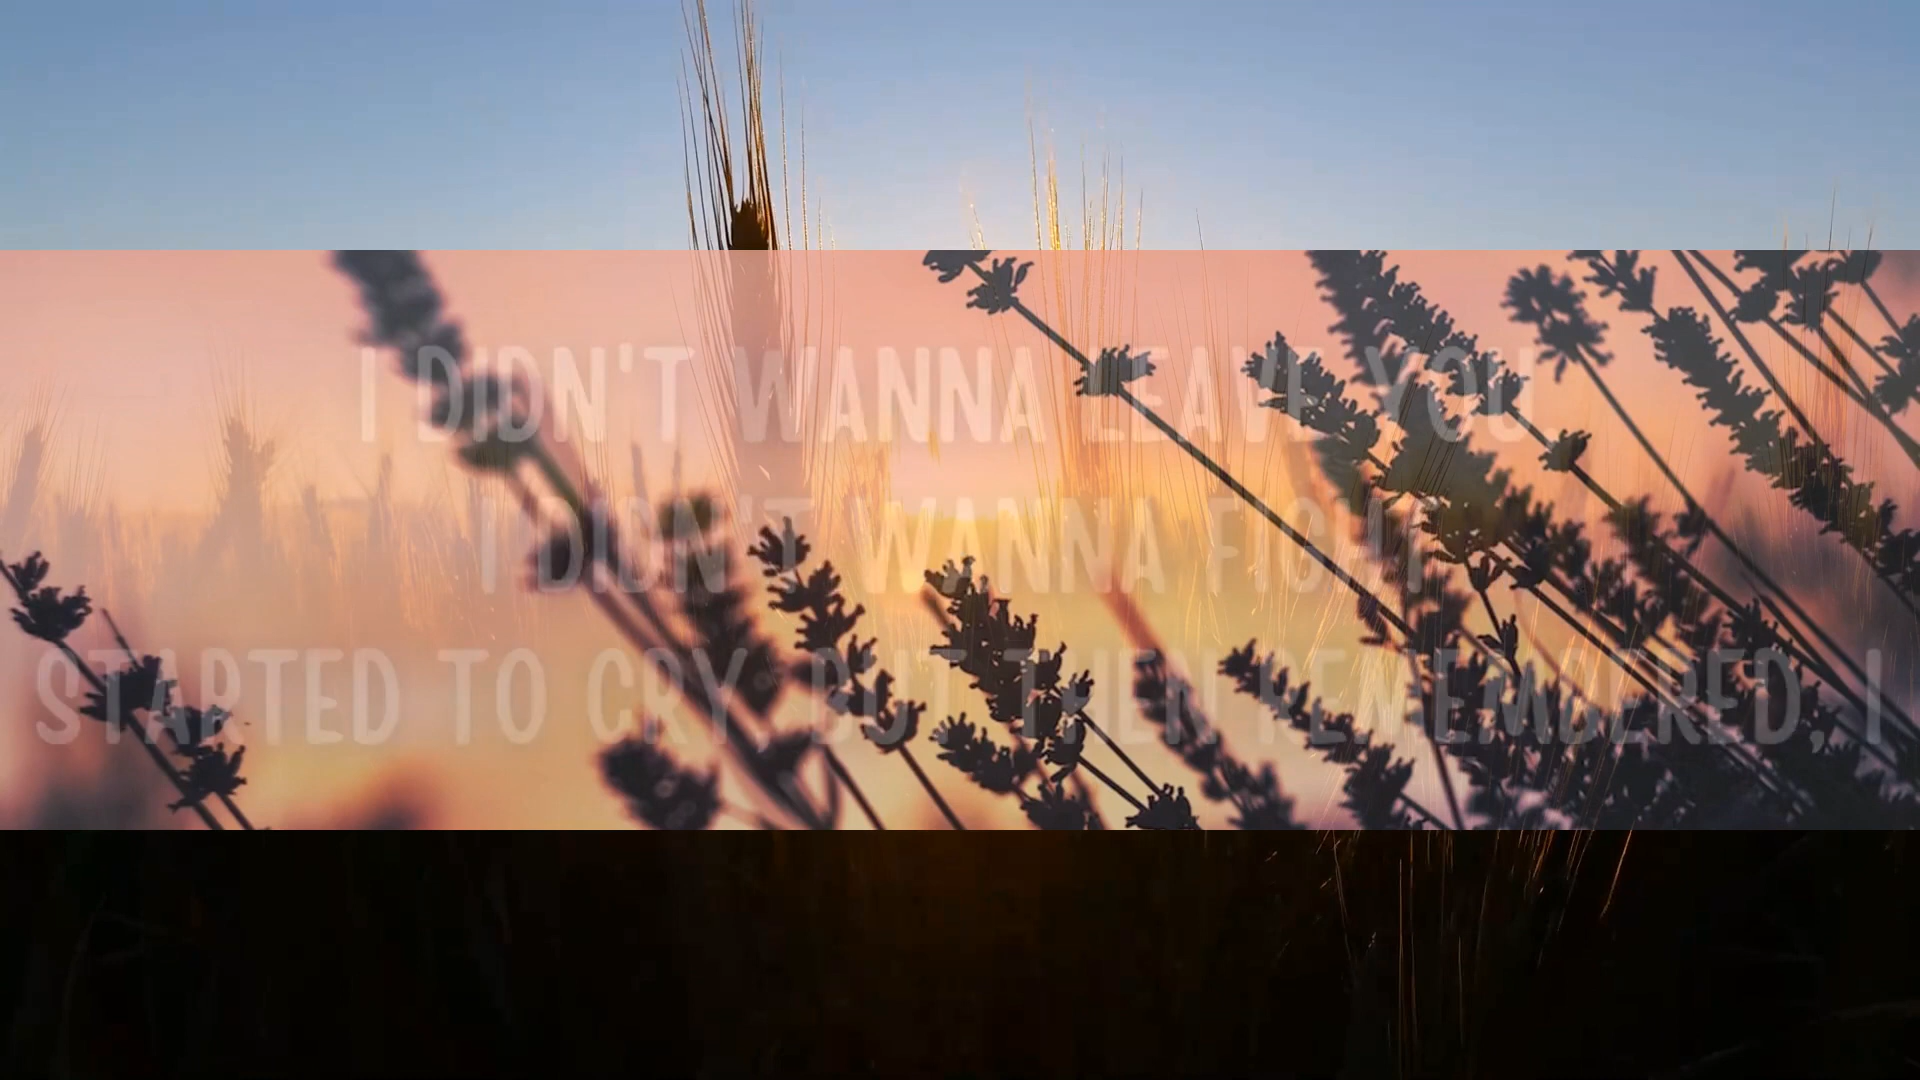 I DIDN'T WANNA LEAVE YOU.
I DIDN'T WANNA FIGHT
STARTED TO CRY, BUT THEN REMEMBERED, I